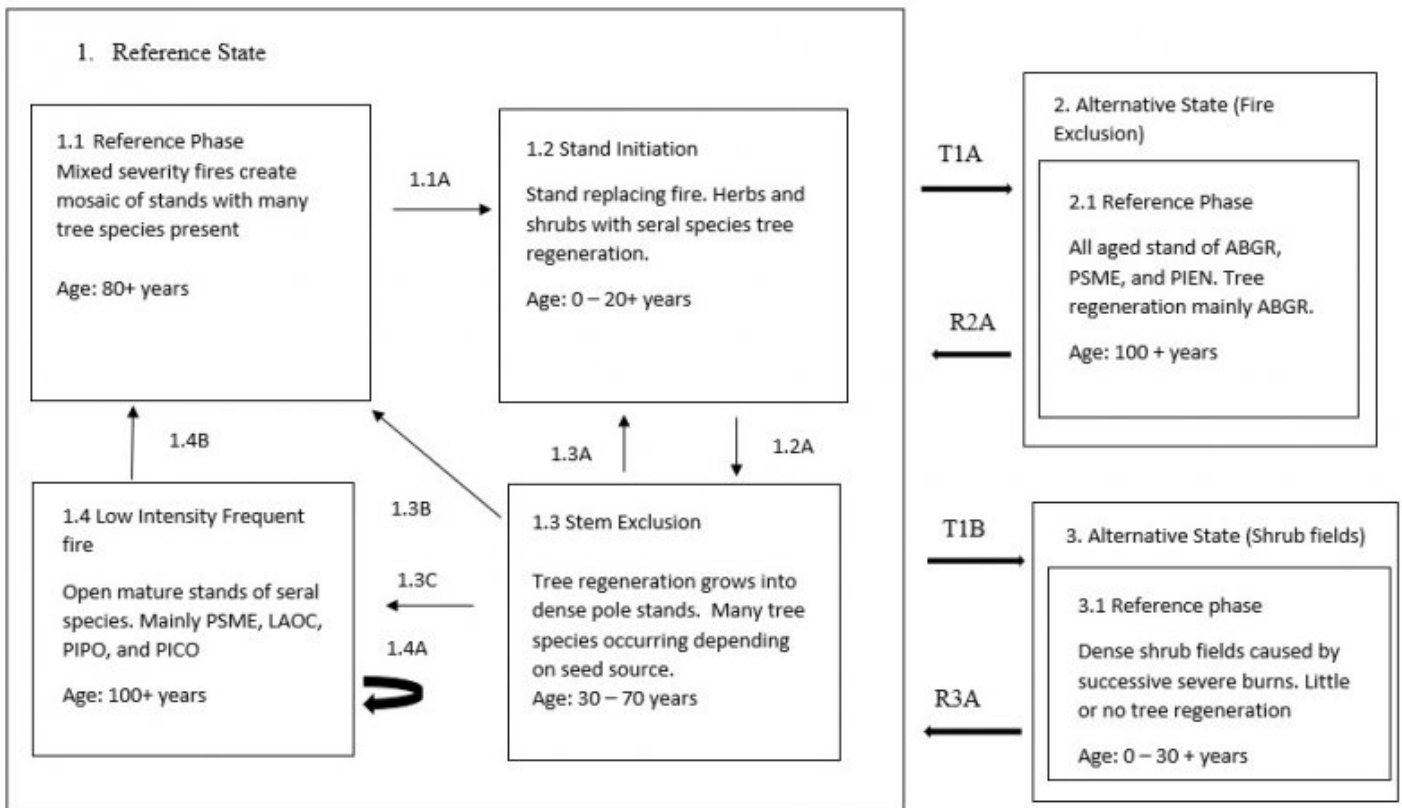 1. Reference State
1.1 Reference Phase
Mixed severity fires create
mosaic of stands with many
tree species present
Age: 80+ years
1.1A
1.2 Stand Initiation
Stand replacing fire. Herbs and
shrubs with seral species tree
regeneration.
Age: 0 – 20+ years
1.4B
1.3B
1.3A
1.2A
1.4 Low Intensity Frequent
fire
Open mature stands of seral
species. Mainly PSME, LAOC,
PIPO, and PICO
Age: 100+ years
1.3C
1.4A
1.3 Stem Exclusion
Tree regeneration grows into
dense pole stands. Many tree
species occurring depending
on seed source.
Age: 30 – 70 years
T1A
R2A
2. Alternative State (Fire
Exclusion)
2.1 Reference Phase
All aged stand of ABGR,
PSME, and PIEN. Tree
regeneration mainly ABGR.
Age: 100 + years
T1B
R3A
3. Alternative State (Shrub fields)
3.1 Reference phase
Dense shrub fields caused by
successive severe burns. Little
or no tree regeneration
Age: 0 – 30 + years